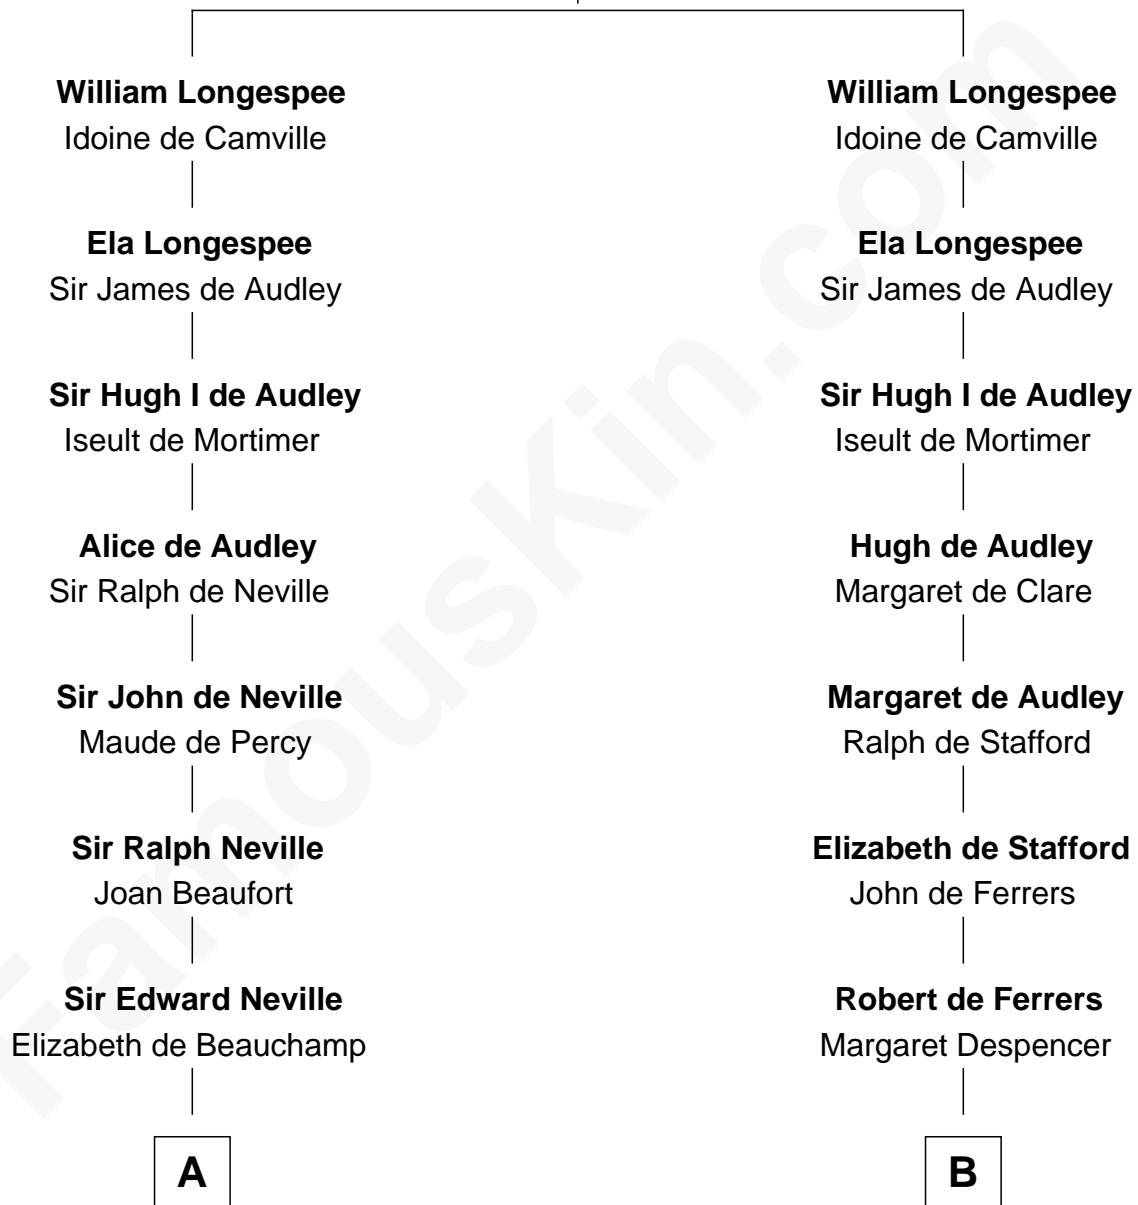 William Longespee
Idoine de Camville
Ela Longespee
Sir James de Audley
Sir Hugh I de Audley
Iseult de Mortimer
Alice de Audley
Sir Ralph de Neville
Sir John de Neville
Maude de Percy
Sir Ralph Neville
Joan Beaufort
Sir Edward Neville
Elizabeth de Beauchamp
A
William Longespee
Idoine de Camville
Ela Longespee
Sir James de Audley
Sir Hugh I de Audley
Iseult de Mortimer
Hugh de Audley
Margaret de Clare
Margaret de Audley
Ralph de Stafford
Elizabeth de Stafford
John de Ferrers
Robert de Ferrers
Margaret Despencer
B
FamousKin.com